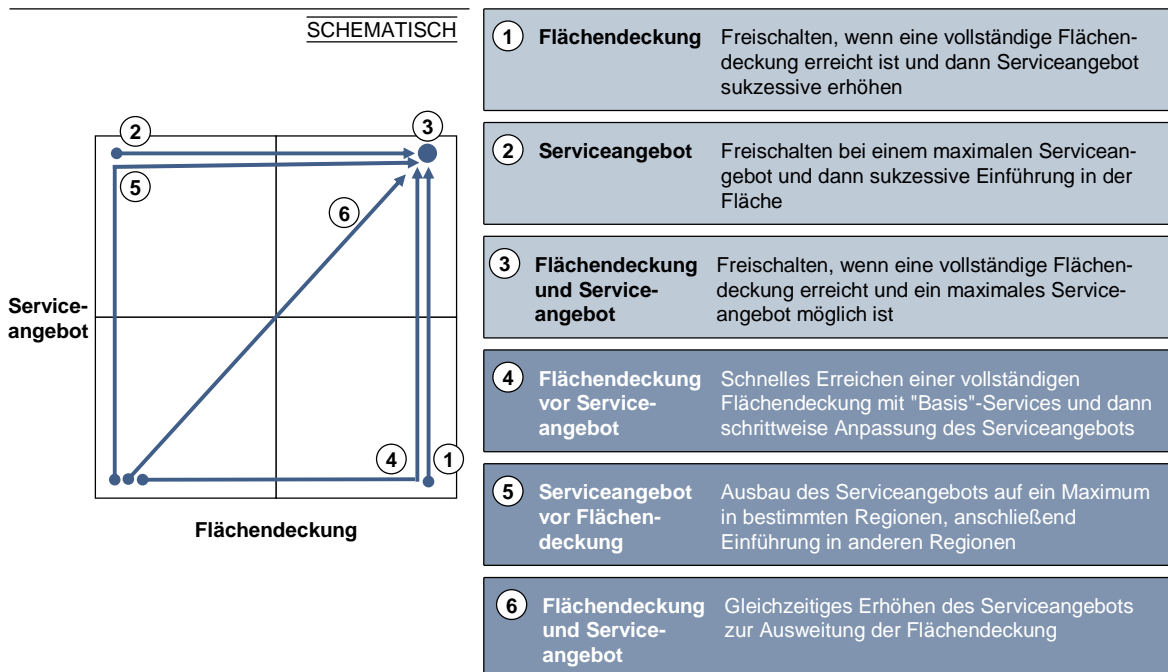 SCHEMATISCH
2
3
5
6
Service-
angebot
4
1
Flächendeckung
1 Flächendeckung Freischalten, wenn eine vollständige Flächen-
deckung erreicht ist und dann Serviceangebot
sukzessive erhöhen
2 Serviceangebot Freischalten bei einem maximalen Servicean-
gebot und dann sukzessive Einführung in der
Fläche
3 Flächendeckung Freischalten, wenn eine vollständige Flächen-
und Service- deckung erreicht und ein maximales Service-
angebot angebot möglich ist
4 Flächendeckung Schnelles Erreichen einer vollständigen
vor Service- Flächendeckung mit "Basis"-Services und dann
angebot schrittweise Anpassung des Serviceangebots
5 Serviceangebot Ausbau des Serviceangebots auf ein Maximum
vor Flächen- in bestimmten Regionen, anschließend
deckung Einführung in anderen Regionen
6 Flächendeckung Gleichzeitiges Erhöhen des Serviceangebots
und Service- zur Ausweitung der Flächendeckung
angebot